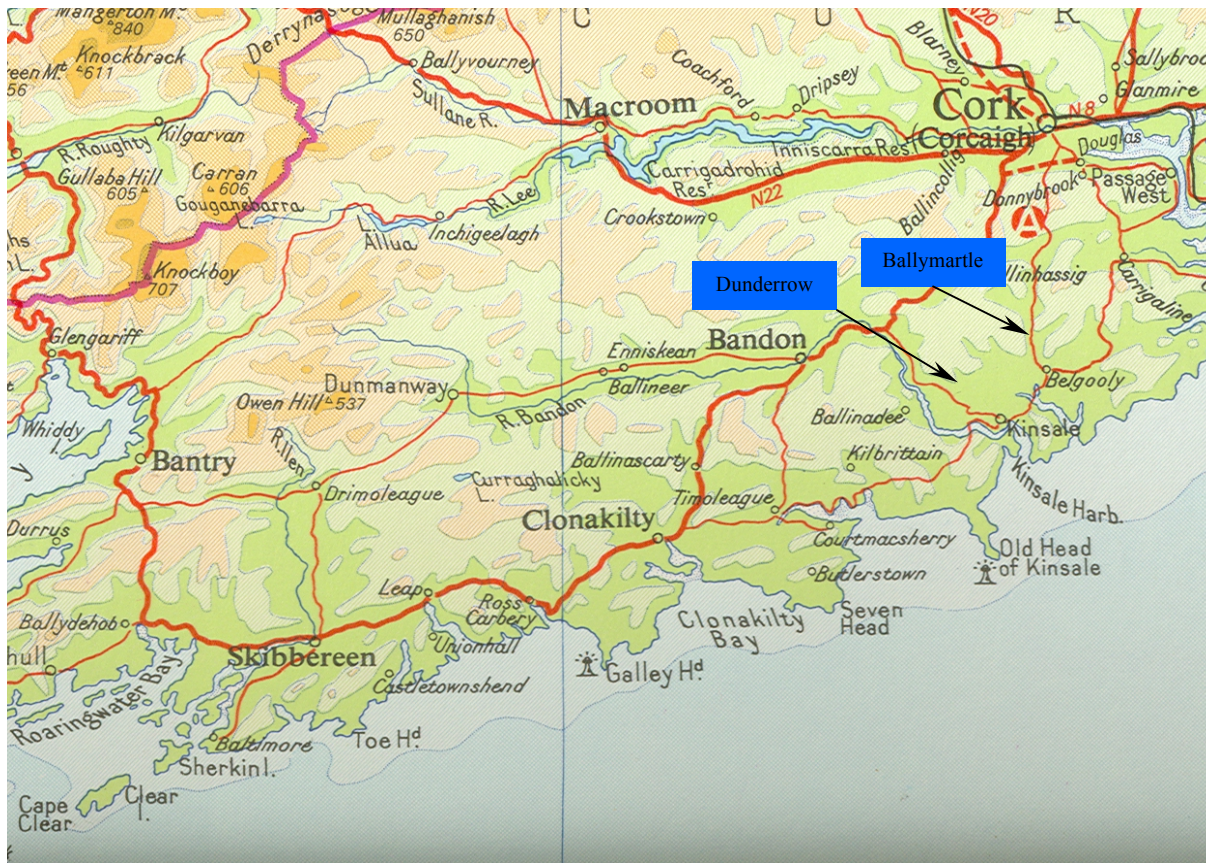 Mangerton M.
840
Knockbrack
611
Mullaghanish
650
C
U
R
N20
Blarney
Sallybroo
Glanmire
Ballyvourney
Sullane R.
Coachford
Dripsey
Macroom
Cork
(Corcaigh)
N8
Kilgarvan
R.Roughty
Gullaba Hill
605
Carran
606
Gouganebarra
L.
Inniscarra Res.
Carrigadrohid
Res.
N22
Ballincollig
Douglas
Donnybrook
Passage
West
R. Lee
Crookstown
L.
Allua
Inchigeelagh
A
Knockboy
707
Ballymartle
Dunderrow
llinhassig
Carrigaline
Glengariff
Bandon
Enniskean
Ballineer
Dunmanway
R. Bandon
Owen Hill 537
Belgooly
Ballinadee
Kinsale
Whiddy
I.
R.Ilen
Bantry
Drimoleague
Curraghalicky
L.
Ballinascarty
Kilbrittain
Timoleague
Kinsale Harb.
Clonakilty
Durrus
Courtmacsherry
Old Head
of Kinsale
Butlerstown
Leap
Ross
Carbery
Clonakilty
Bay
Seven
Head
Ballydehob
Unionhall
hull
Skibbereen
Galley Hd.
Castletownshend
Roaringwater Bay
Baltimore
Toe Hd.
Sherkin I.
Cape
Clear
Clear
I.